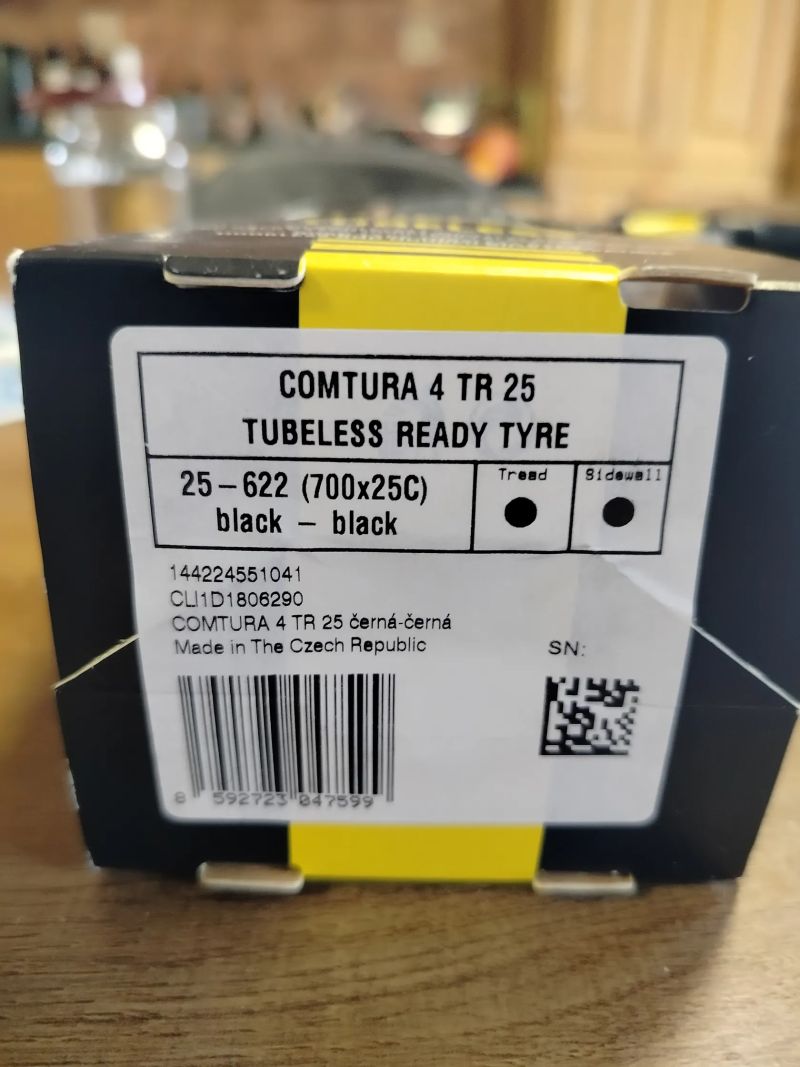 COMTURA 4 TR 25
TUBELESS READY TYRE
25-622 (700x25C)
black - black
Tread
Sidewall
144224551041
CLI1D1806290
COMTURA 4 TR 25 černá-černá
Made in The Czech Republic
SN:
8 592723 047599